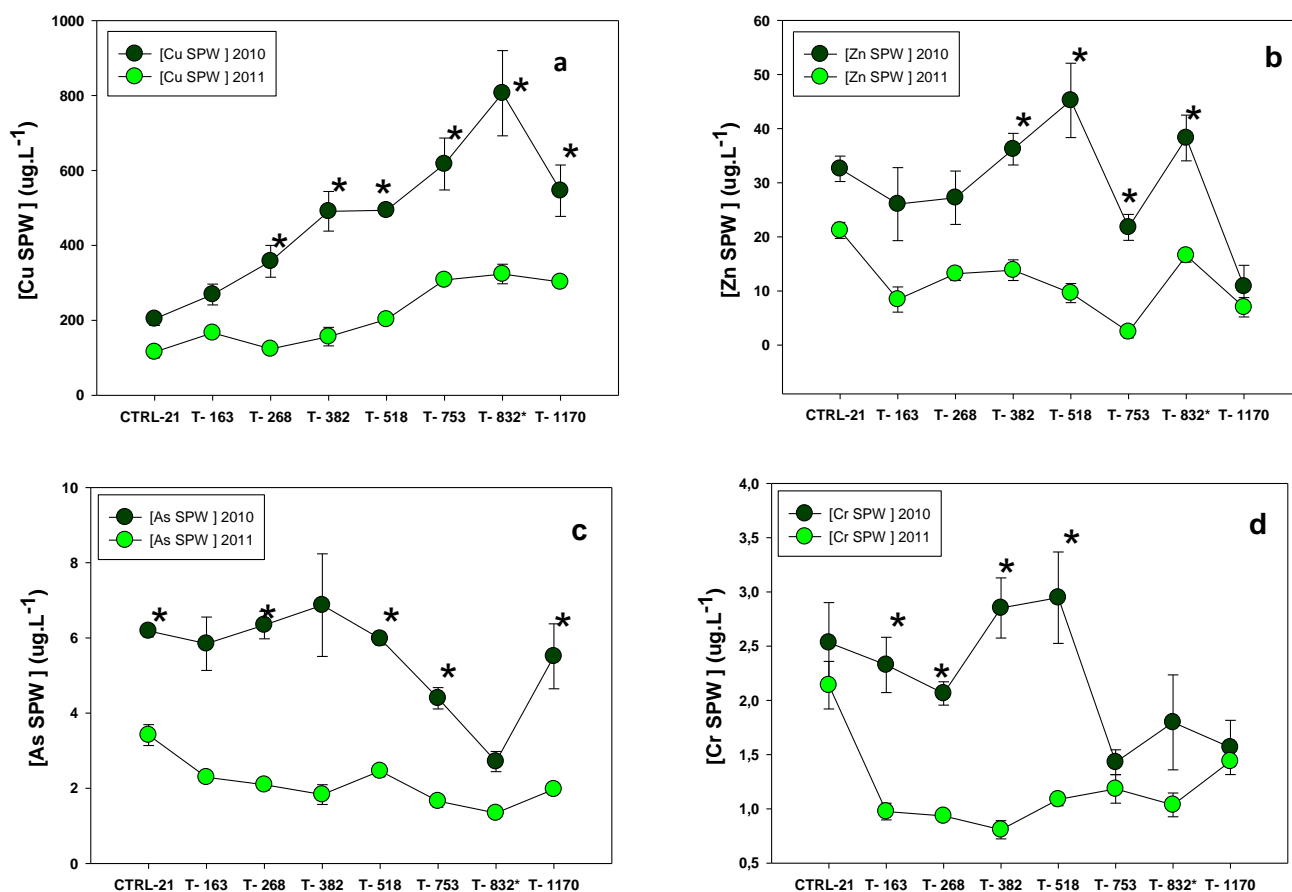 [Cu SPW ] 2010
[Cu SPW ] 2011
a
*
*
*
*
*
*
1000
800
600
400
200
0
[Cu SPW ] (ug.L⁻¹)
CTRL-21 T- 163 T- 268 T- 382 T- 518 T- 753 T- 832* T- 1170
[Zn SPW ] 2010
[Zn SPW ] 2011
b
*
*
*
*
60
50
40
30
20
10
0
[Zn SPW ] (ug.L⁻¹)
CTRL-21 T- 163 T- 268 T- 382 T- 518 T- 753 T- 832* T- 1170
[As SPW ] 2010
[As SPW ] 2011
c
*
*
*
*
*
10
8
6
4
2
0
[As SPW ] (ug.L⁻¹)
CTRL-21 T- 163 T- 268 T- 382 T- 518 T- 753 T- 832* T- 1170
[Cr SPW ] 2010
[Cr SPW ] 2011
d
*
*
*
*
4,0
3,5
3,0
2,5
2,0
1,5
1,0
0,5
[Cr SPW ] (ug.L⁻¹)
CTRL-21 T- 163 T- 268 T- 382 T- 518 T- 753 T- 832* T- 1170